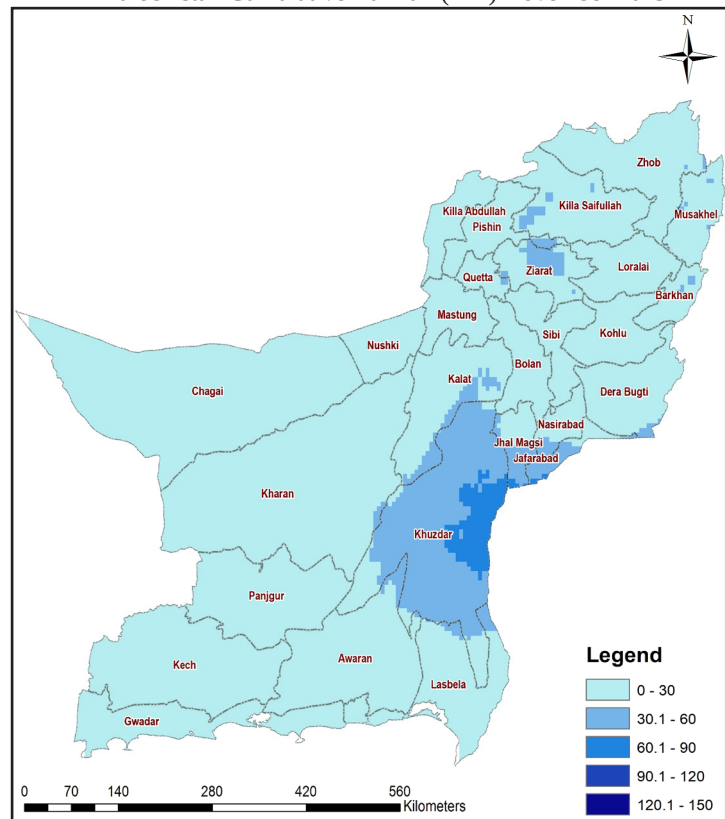 N
Zhob
Killa Saifullah
Musakhel
Killa Abdullah
Pishin
Ziarat
Loralai
Quetta
Barkhan
Mastung
Sibi
Kohlu
Nushki
Bolan
Kalat
Chagai
Dera Bugti
Nasirabad
Jhal Magsi
Jafarabad
Kharan
Khuzdar
Panjgur
Awaran
Kech
Lasbela
Gwadar
Legend
0 - 30
30.1 - 60
60.1 - 90
90.1 - 120
120.1 - 150
0 70 140 280 420 560
Kilometers